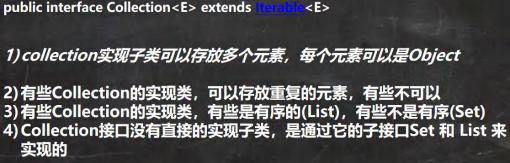 public interface Collection<E> extends Iterable<E>
1) collection实现子类可以存放多个元素，每个元素可以是Object
2) 有些Collection的实现类，可以存放重复的元素，有些不可以
3) 有些Collection的实现类，有些是有序的(List)，有些不是有序(Set)
4) Collection接口没有直接的实现子类，是通过它的子接口Set 和 List 来
实现的